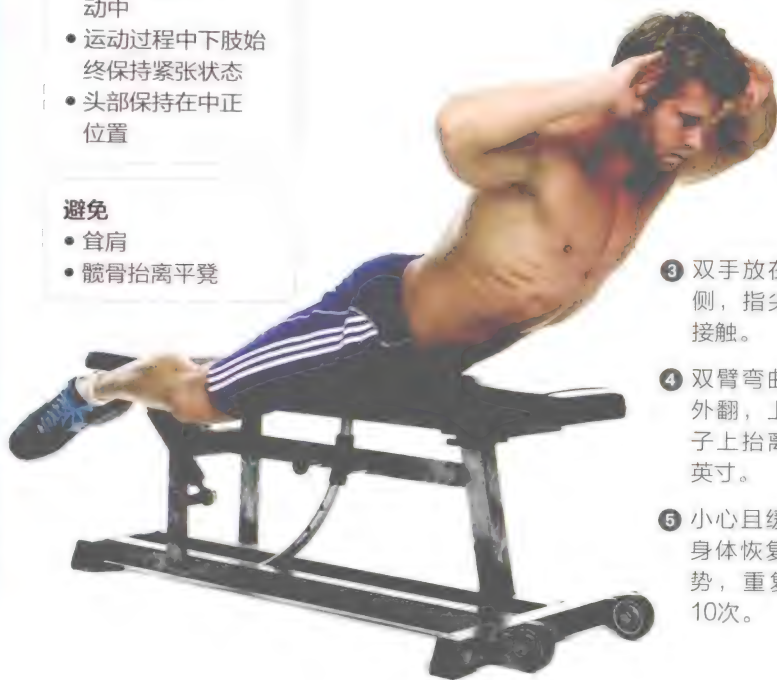 动中
• 运动过程中下肢始
终保持紧张状态
• 头部保持在中正
位置
避免
• 耸肩
• 髋骨抬离平凳
❸ 双手放在
侧，指尖
接触。
❹ 双臂弯曲
外翻，上
子上抬离
英寸。
❺ 小心且缓
身体恢复
势，重复
10次。